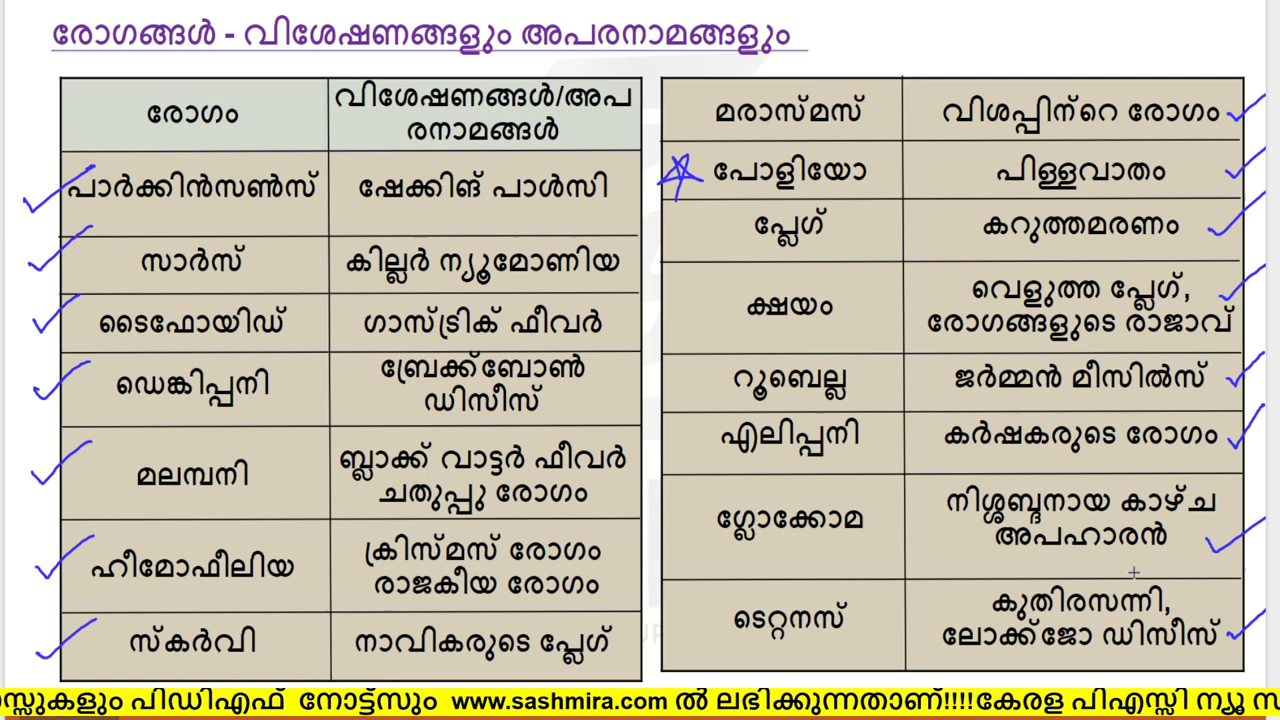 രോഗങ്ങൾ - വിശേഷണങ്ങളും അപരനാമങ്ങളും
രോഗം
വിശേഷണങ്ങൾ/അപ
രനാമങ്ങൾ
പാർക്കിൻസൺസ്
ഷേക്കിങ് പാൾസി
സാർസ്
കില്ലർ ന്യൂമോണിയ
ടൈഫോയിഡ്
ഗാസ്ട്രിക് ഫീവർ
ഡെങ്കിപ്പനി
ബ്രേക്ക്ബോൺ
ഡിസീസ്
മലമ്പനി
ബ്ലാക്ക് വാട്ടർ ഫീവർ
ചതുപ്പു രോഗം
ഹീമോഫീലിയ
ക്രിസ്മസ് രോഗം
രാജകീയ രോഗം
സ്കർവി
നാവികരുടെ പ്ലേഗ്
മരാസ്മസ്
വിശപ്പിന്റെ രോഗം
പോളിയോ
പിള്ളവാതം
പ്ലേഗ്
കറുത്തമരണം
ക്ഷയം
വെളുത്ത പ്ലേഗ്,
രോഗങ്ങളുടെ രാജാവ്
റൂബെല്ല
ജർമ്മൻ മീസിൽസ്
എലിപ്പനി
കർഷകരുടെ രോഗം
ഗ്ലോക്കോമ
നിശ്ശബ്ദനായ കാഴ്ച
അപഹാരൻ
ടെറ്റനസ്
കുതിരസന്നി,
ലോക്ക്ജോ ഡിസീസ്
സ്സുകളും പിഡിഎഫ് നോട്ട്സും www.sashmira.com ൽ ലഭിക്കുന്നതാണ്!!!!കേരള പിഎസ്സി ന്യൂ